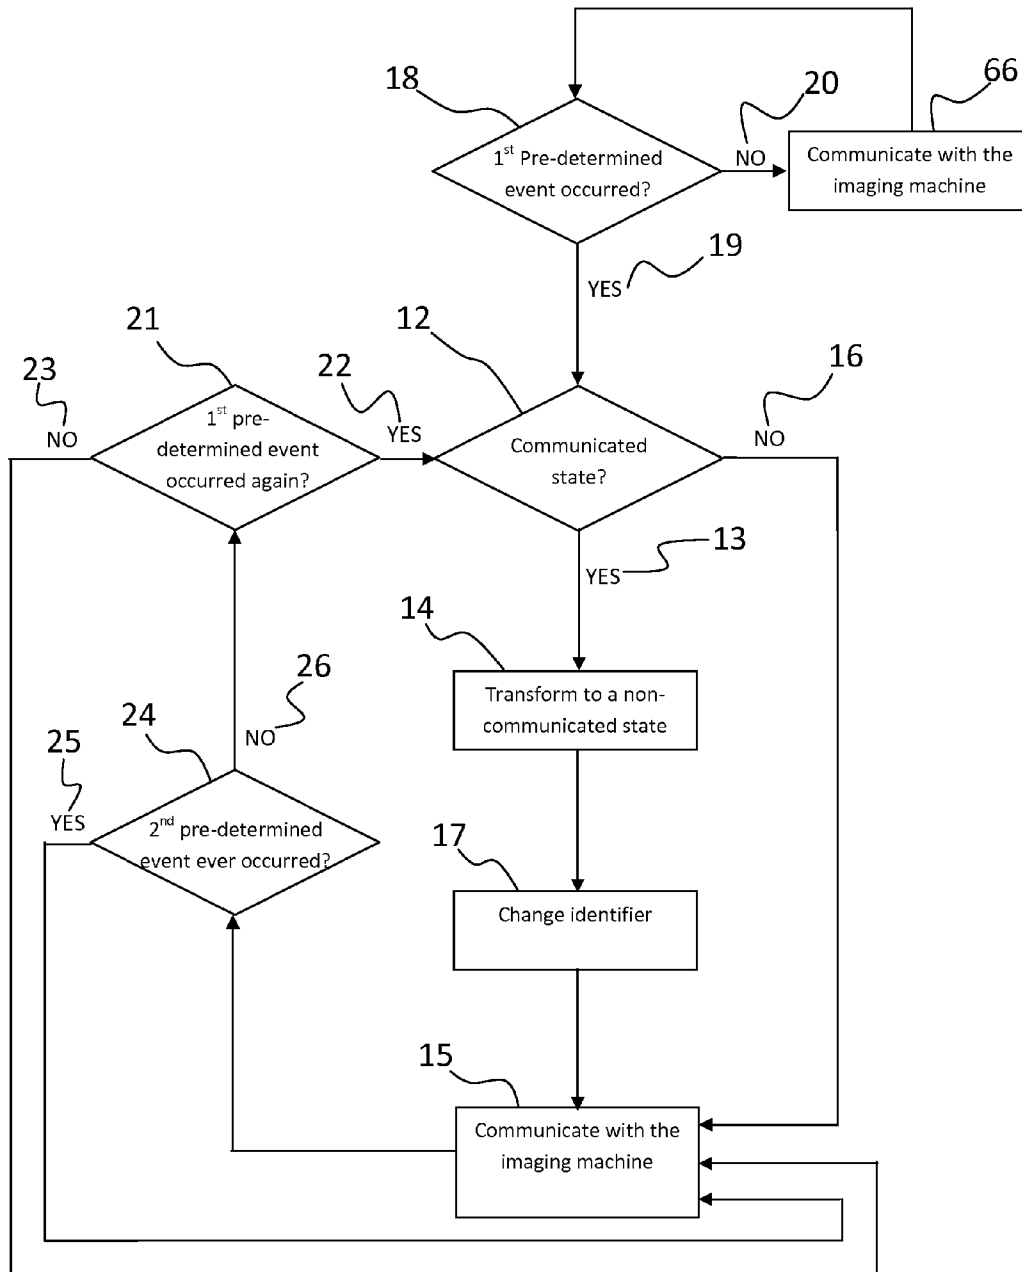 18
20
66
1st Pre-determined
event occurred?
NO
Communicate with the
imaging machine
19
YES
21
12
16
23
22
NO
1st pre-
determined event
occurred again?
YES
Communicated
state?
NO
13
YES
14
26
Transform to a non-
communicated state
24
NO
25
YES
2nd pre-determined
event ever occurred?
17
Change identifier
15
Communicate with the
imaging machine